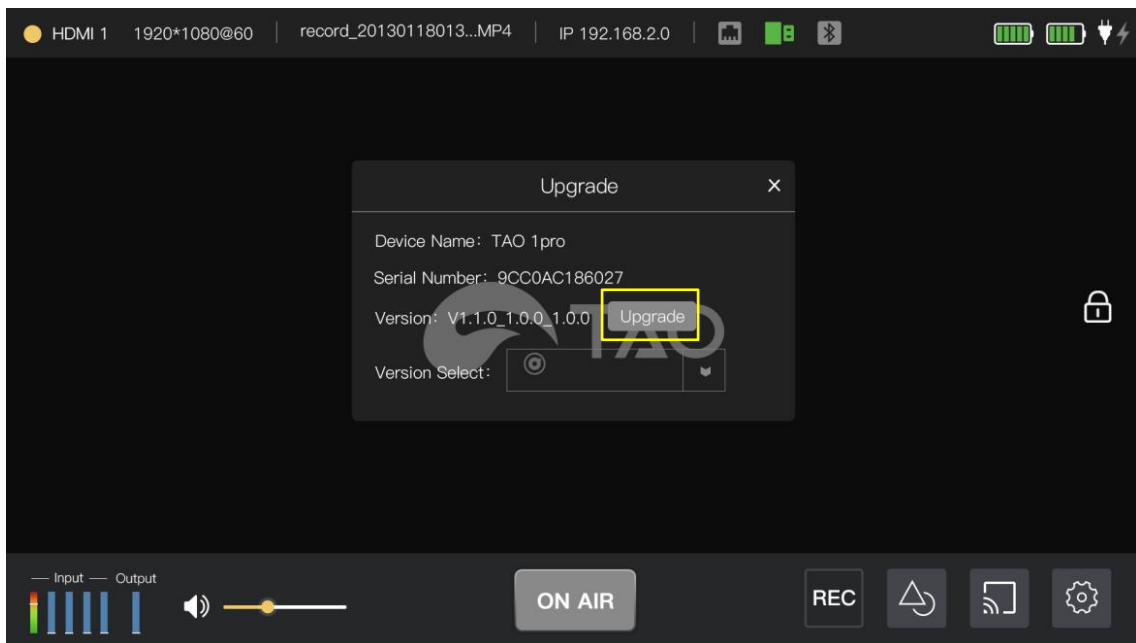 HDMI 1 1920*1080@60 record_20130118013...MP4 IP 192.168.2.0
Upgrade
Device Name: TAO 1pro
Serial Number: 9CC0AC186027
Version: V1.1.0_1.0.0_1.0.0 Upgrade
TAO
Version Select:
Input Output
ON AIR
REC